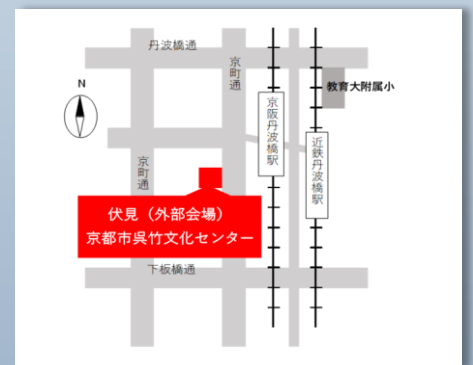 丹波橋通
京町通
N
教育大附属小
京阪丹波橋駅
近鉄丹波橋駅
京町通
伏見（外部会場）
京都市呉竹文化センター
下板橋通